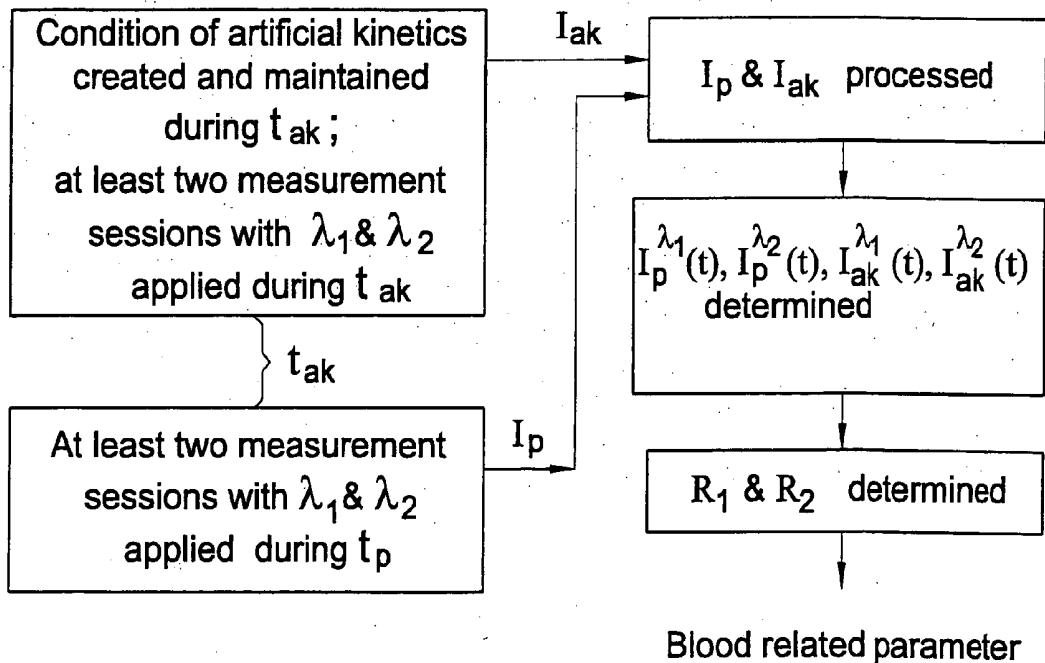 Condition of artificial kinetics
created and maintained
during t_ak ;
at least two measurement
sessions with λ₁ & λ₂
applied during t_ak
I_ak
t_ak
At least two measurement
sessions with λ₁ & λ₂
applied during t_p
I_p
I_p & I_ak processed
I_p^λ₁(t), I_p^λ₂(t), I_ak^λ₁(t), I_ak^λ₂(t)
determined
R₁ & R₂ determined
Blood related parameter